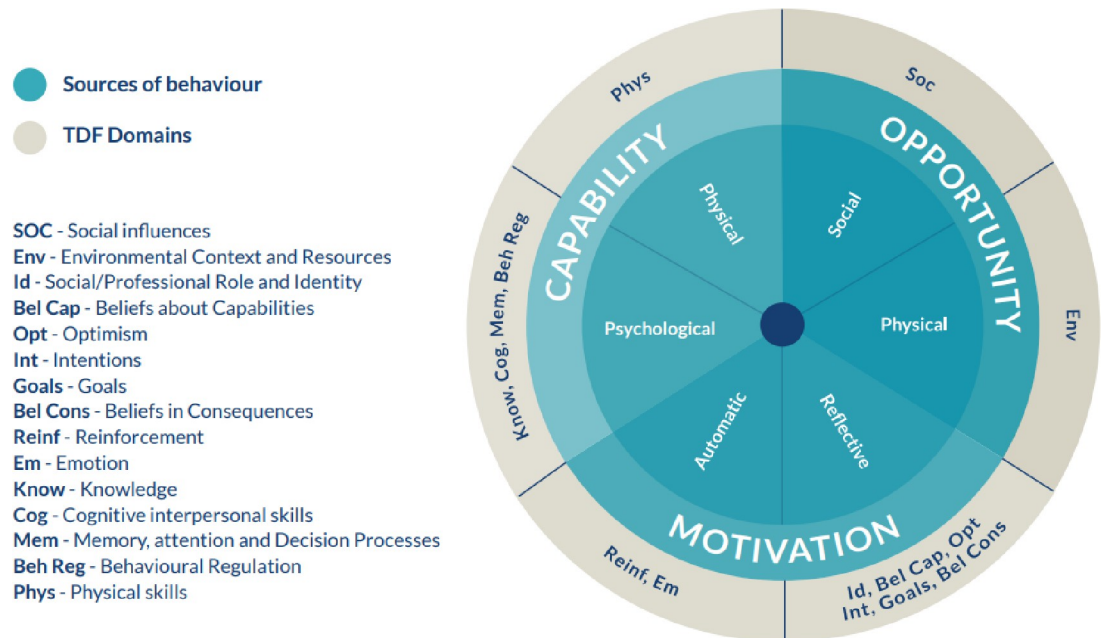 Sources of behaviour
TDF Domains
SOC - Social influences
Env - Environmental Context and Resources
Id - Social/Professional Role and Identity
Bel Cap - Beliefs about Capabilities
Opt - Optimism
Int - Intentions
Goals - Goals
Bel Cons - Beliefs in Consequences
Reinf - Reinforcement
Em - Emotion
Know - Knowledge
Cog - Cognitive interpersonal skills
Mem - Memory, attention and Decision Processes
Beh Reg - Behavioural Regulation
Phys - Physical skills
Phys
Soc
CAPABILITY
OPPORTUNITY
Physical
Social
Know, Cog, Mem, Beh Reg
Psychological
Physical
Env
Automatic
Reflective
MOTIVATION
Reinf, Em
Id, Bel Cap, Opt
Int, Goals, Bel Cons